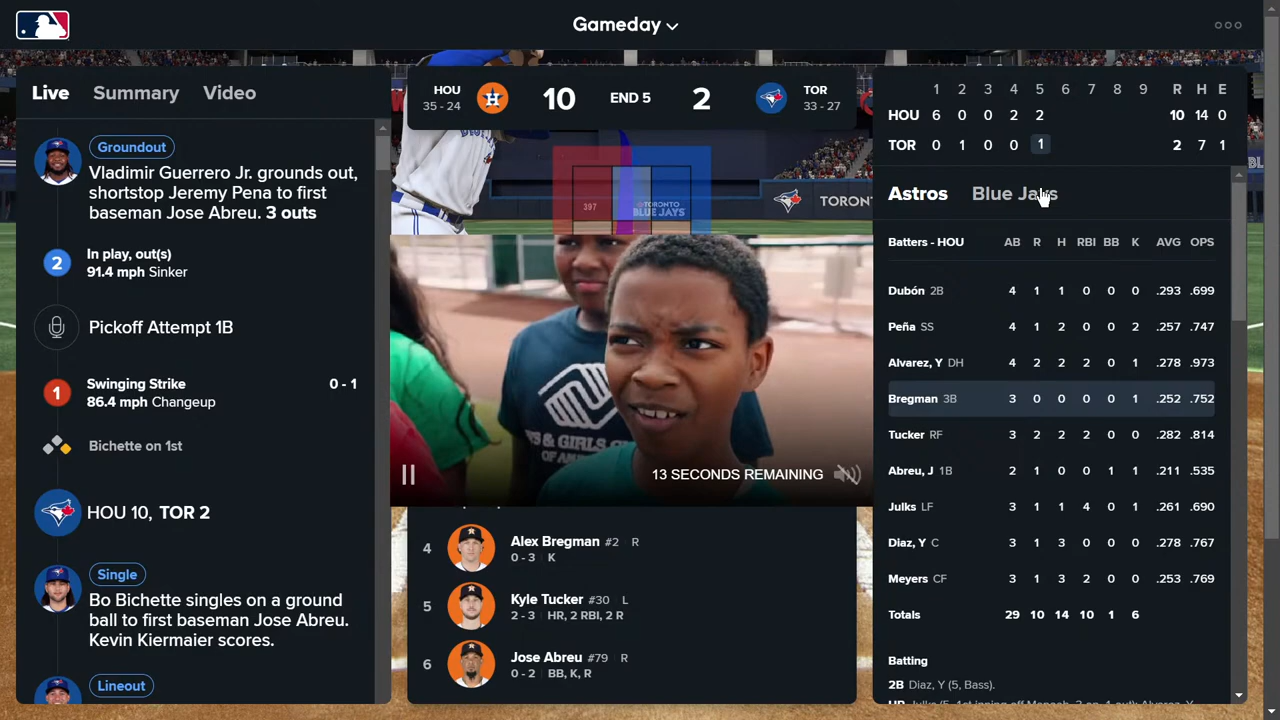 Gameday
Live Summary Video
Groundout
Vladimir Guerrero Jr. grounds out,
shortstop Jeremy Pena to first
baseman Jose Abreu. 3 outs
2
In play, out(s)
91.4 mph Sinker
Pickoff Attempt 1B
1
Swinging Strike 0 - 1
86.4 mph Changeup
Bichette on 1st
HOU 10, TOR 2
Single
Bo Bichette singles on a ground
ball to first baseman Jose Abreu.
Kevin Kiermaier scores.
Lineout
HOU
35 - 24
10
END 5
2
TOR
33 - 27
397
TORONTO
BLUE JAYS
TORON
S & GIRLS C
13 SECONDS REMAINING
4 Alex Bregman #2 R
0 - 3 K
5 Kyle Tucker #30 L
2 - 3 HR, 2 RBI, 2 R
6 Jose Abreu #79 R
0 - 2 BB, K, R
1 2 3 4 5 6 7 8 9 R H E
HOU 6 0 0 2 2 10 14 0
TOR 0 1 0 0 1 2 7 1
Astros Blue Jays
Batters - HOU AB R H RBI BB K AVG OPS
Dubón 2B 4 1 1 0 0 0 .293 .699
Peña SS 4 1 2 0 0 2 .257 .747
Alvarez, Y DH 4 2 2 2 0 1 .278 .973
Bregman 3B 3 0 0 0 0 1 .252 .752
Tucker RF 3 2 2 2 0 0 .282 .814
Abreu, J 1B 2 1 0 0 1 1 .211 .535
Julks LF 3 1 1 4 0 1 .261 .690
Diaz, Y C 3 1 3 0 0 0 .278 .767
Meyers CF 3 1 3 2 0 0 .253 .769
Totals 29 10 14 10 1 6
Batting
2B Diaz, Y (5, Bass).